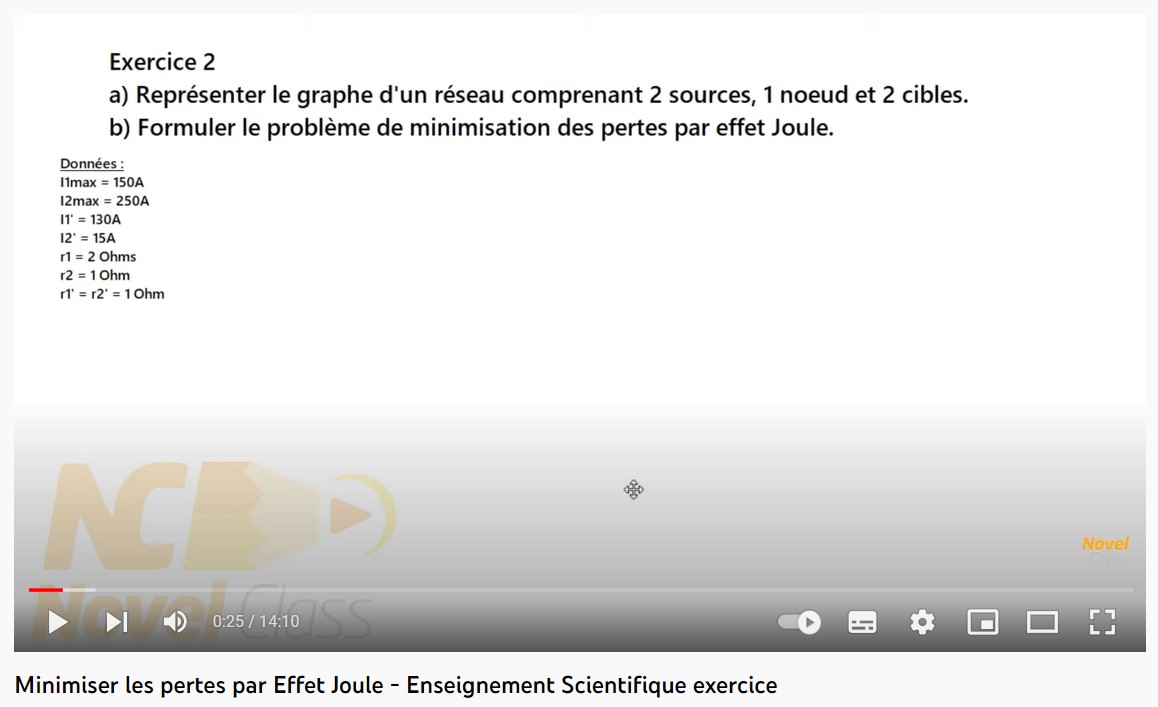 Exercice 2
a) Représenter le graphe d'un réseau comprenant 2 sources, 1 noeud et 2 cibles.
b) Formuler le problème de minimisation des pertes par effet Joule.
Données :
I1max = 150A
I2max = 250A
I1' = 130A
I2' = 15A
r1 = 2 Ohms
r2 = 1 Ohm
r1' = r2' = 1 Ohm
NC
Novel Class
Novel
Class
0:25 / 14:10
Minimiser les pertes par Effet Joule - Enseignement Scientifique exercice